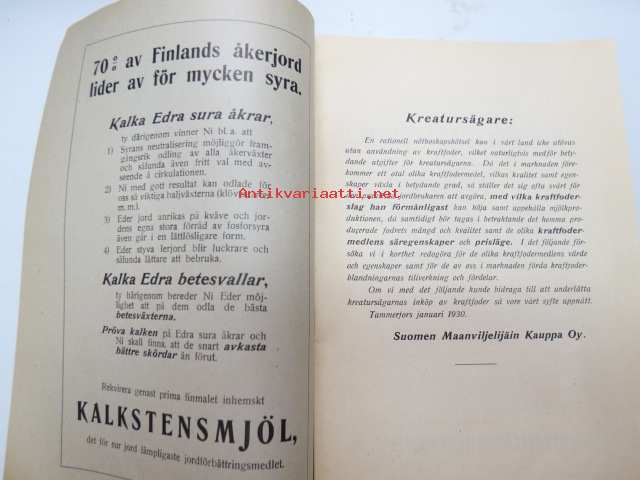 70 % av Finlands åkerjord
lider av för mycken syra.
Kalka Edra sura åkrar,
ty därigenom vinner Ni bl. a. att
1) Syrans neutralisering möjliggör fram-
gångsrik odling av alla åkerväxter
och sålunda även fritt val med av-
seende å cirkulationen.
2) Ni med gott resultat kan odla för
oss så viktiga baljväxterna (klöver
m. m.).
3) Eder jord anrikas på kväve och jor-
dens egna stora förråd av fosforsyra
även går i en lättlösligare form.
4) Eder styva lerjord blir luckrare och
sålunda lättare att bebruka.
Kalka Edra betesvallar,
ty därigenom bereder Ni Eder möj-
lighet att på dem odla de bästa
betesväxterna.
Pröva kalken på Edra sura åkrar och
Ni skall finna, att de snart avkasta
bättre skördar än förut.
Rekvirera genast prima finmalet inhemskt
KALKSTENSMJÖL,
det för sur jord lämpligaste jordförbättringsmedlet.
Kreatursägare:
En rationell nötboskapshötsel kan i vårt land icke utövas
utan användning av kraftfoder, vilket naturligtvis medför bety-
dande utgifter för kreatursägarna. Då det i marknaden före-
kommer ett otal olika kraftfodermedel, vilkas kvalitet samt egen-
skaper växla i betydande grad, så ställer det sig ofta svårt för
jordbrukaren att avgöra, med vilka kraftfoder-
slag han förmånligast kan höja samt uppehålla mjölkpro-
duktionen, då samtidigt bör tagas i betraktande det hemma pro-
ducerade fodrets mängd och kvalitet samt de olika kraftfoder-
medlens säregenskaper och prisläge. I det följande försö-
ka vi i korthet redogöra för de olika kraftfodermedlens värde
och egenskaper samt för de av oss i marknaden förda kraftfoder-
blandningarnas tillverkning och fördelar.
Om vi med det följande kunde bidraga till att underlätta
kreatursägarnas inköp av kraftfoder så vore vårt syfte uppnått.
Tammerfors januari 1930.
Suomen Maanviljelijäin Kauppa Oy.
Antikvariaatti.net